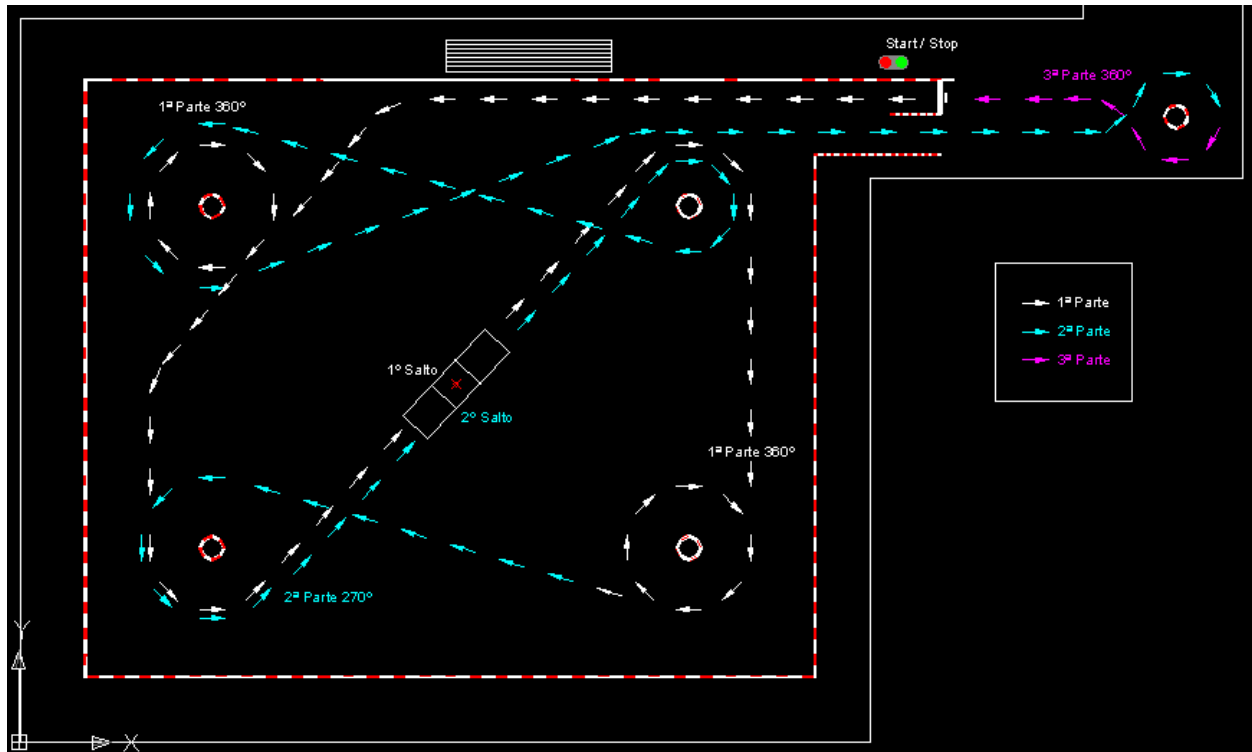 Start / Stop
3ª Parte 360º
1ª Parte 360º
1ª Parte
2ª Parte
3ª Parte
1º Salto
2º Salto
1ª Parte 360º
2ª Parte 270º
Y
X